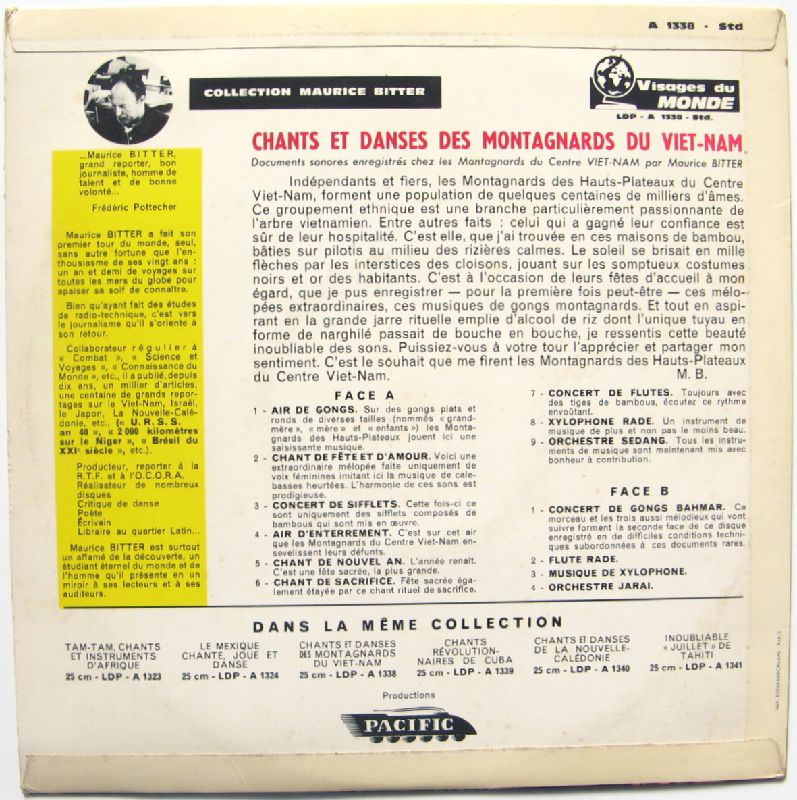 A 1338 - Std
COLLECTION MAURICE BITTER
Visages du
MONDE
LDP - A 1338 - Std.
CHANTS ET DANSES DES MONTAGNARDS DU VIET-NAM
Documents sonores enregistrés chez les Montagnards du Centre VIET-NAM par Maurice BITTER
...Maurice BITTER,
grand reporter, bon
journaliste, homme de
talent et de bonne
volonté...
Frédéric Pottecher
Maurice BITTER a fait son
premier tour du monde, seul,
sans autre fortune que l'en-
thousiasme de ses vingt ans :
un an et demi de voyages sur
toutes les mers du globe pour
apaiser sa soif de connaître.
Bien qu'ayant fait des études
de radio-technique, c'est vers
le journalisme qu'il s'oriente à
son retour.
Collaborateur régulier à
« Combat », « Science et
Voyages », « Connaissance du
Monde », etc., il a publié, depuis
dix ans, un millier d'articles,
une centaine de grands repor-
tages sur le Viet-Nam, Israël,
le Japon, La Nouvelle-Calé-
donie, etc., (« U.R.S.S.
an 40 », « 2 000 kilomètres
sur le Niger », « Brésil du
XXIe siècle », etc.).
Producteur, reporter à la
R.T.F. et à l'O.C.O.R.A.
Réalisateur de nombreux
disques
Critique de danse
Poète
Écrivain
Libraire au quartier Latin...
Maurice BITTER est surtout
un affamé de la découverte, un
étudiant éternel du monde et de
l'homme qu'il présente en un
miroir à ses lecteurs et à ses
auditeurs.
Indépendants et fiers, les Montagnards des Hauts-Plateaux du Centre
Viet-Nam, forment une population de quelques centaines de milliers d'âmes.
Ce groupement ethnique est une branche particulièrement passionnante de
l'arbre vietnamien. Entre autres faits : celui qui a gagné leur confiance est
sûr de leur hospitalité. C'est elle, que j'ai trouvée en ces maisons de bambou,
bâties sur pilotis au milieu des rizières calmes. Le soleil se brisait en mille
flèches par les interstices des cloisons, jouant sur les somptueux costumes
noirs et or des habitants. C'est à l'occasion de leurs fêtes d'accueil à mon
égard, que je pus enregistrer — pour la première fois peut-être — ces mélo-
pées extraordinaires, ces musiques de gongs montagnards. Et tout en aspi-
rant en la grande jarre rituelle emplie d'alcool de riz dont l'unique tuyau en
forme de narghilé passait de bouche en bouche, je ressentis cette beauté
inoubliable des sons. Puissiez-vous à votre tour l'apprécier et partager mon
sentiment. C'est le souhait que me firent les Montagnards des Hauts-Plateaux
du Centre Viet-Nam. M. B.
FACE A
1 - AIR DE GONGS. Sur des gongs plats et
ronds de diverses tailles (nommés « grand-
mère », « mère » et « enfants ») les Monta-
gnards des Hauts-Plateaux jouent ici une
saisissante musique.
2 - CHANT DE FÊTE ET D'AMOUR. Voici une
extraordinaire mélopée faite uniquement de
voix féminines imitant ici la musique de cale-
basses heurtées. L'harmonie de ces sons est
prodigieuse.
3 - CONCERT DE SIFFLETS. Cette fois-ci ce
sont uniquement des sifflets composés de
bambous qui sont mis en œuvre.
4 - AIR D'ENTERREMENT. C'est sur cet air
que les Montagnards du Centre Viet-Nam en-
sevelissent leurs défunts.
5 - CHANT DE NOUVEL AN. L'année renaît.
C'est une fête sacrée, la plus grande.
6 - CHANT DE SACRIFICE. Fête sacrée éga-
lement étayée par ce chant rituel de sacrifice.
7 - CONCERT DE FLUTES. Toujours avec
des tiges de bambous, écoutez ce rythme
envoûtant.
8 - XYLOPHONE RADE. Un instrument de
musique de plus et non pas le moins beau.
9 - ORCHESTRE SEDANG. Tous les instru-
ments de musique sont maintenant mis avec
bonheur à contribution.
FACE B
1 - CONCERT DE GONGS BAHMAR. Ce
morceau et les trois aussi mélodieux qui vont
suivre forment la seconde face de ce disque
enregistré en de difficiles conditions techni-
ques subordonnées à ces documents rares.
2 - FLUTE RADE.
3 - MUSIQUE DE XYLOPHONE.
4 - ORCHESTRE JARAI.
DANS LA MÊME COLLECTION
TAM-TAM, CHANTS
ET INSTRUMENTS
D'AFRIQUE
25 cm - LDP - A 1323
LE MEXIQUE
CHANTE, JOUE ET
DANSE
25 cm - LDP - A 1324
CHANTS ET DANSES
DES MONTAGNARDS
DU VIET-NAM
25 cm - LDP - A 1338
CHANTS
RÉVOLUTION-
NAIRES DE CUBA
25 cm - LDP - A 1339
CHANTS ET DANSES
DE LA NOUVELLE-
CALÉDONIE
25 cm - LDP - A 1340
INOUBLIABLE
« JUILLET » DE
TAHITI
25 cm - LDP - A 1341
Productions
PACIFIC